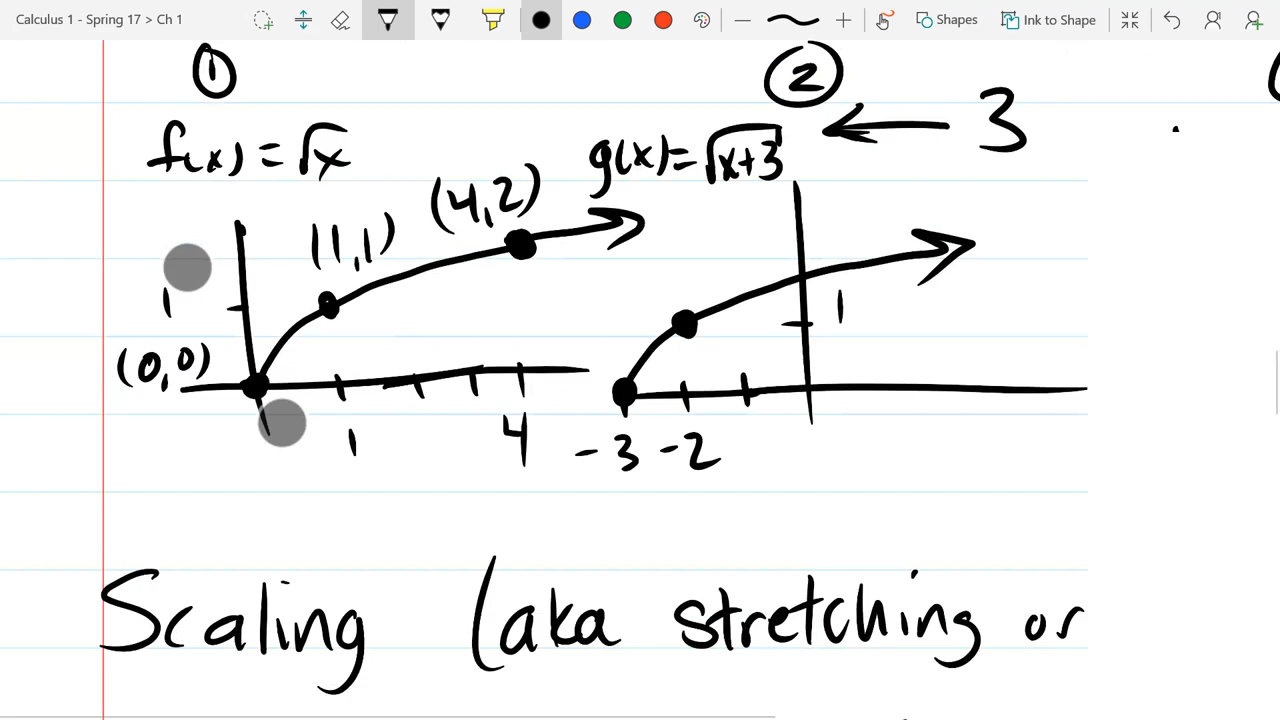 Calculus 1 - Spring 17 > Ch 1
Shapes
Ink to Shape
1
2
f(x) = √x
g(x) = √x+3
← 3
(4,2)
(1,1)
1
1
(0,0)
1
4
-3 -2
Scaling (aka stretching or